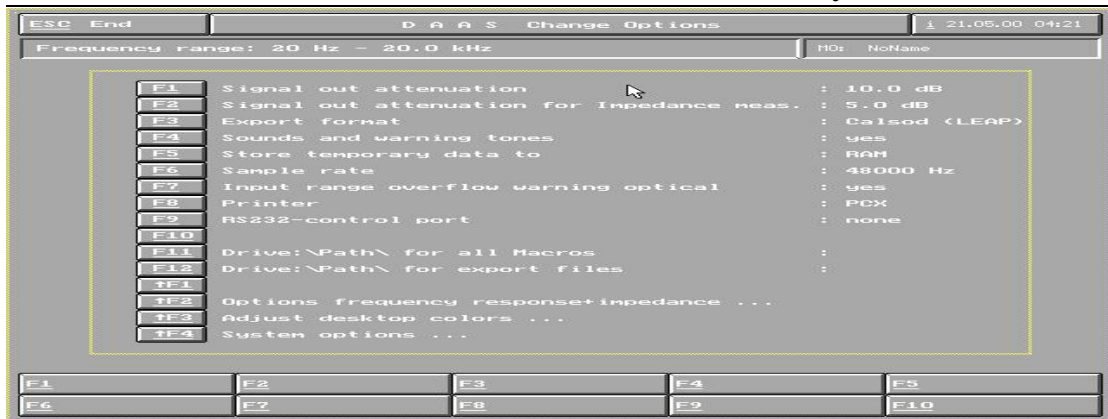 ESC End D A A S Change Options i 21.05.00 04:21
Frequency range: 20 Hz - 20.0 kHz MO: NoName
F1 Signal out attenuation : 10.0 dB
F2 Signal out attenuation for Impedance meas. : 5.0 dB
F3 Export format : Calsod (LEAP)
F4 Sounds and warning tones : yes
F5 Store temporary data to : RAM
F6 Sample rate : 48000 Hz
F7 Input range overflow warning optical : yes
F8 Printer : PCX
F9 RS232-control port : none
F10
F11 Drive:\Path\ for all Macros :
F12 Drive:\Path\ for export files :
↑F1
↑F2 Options frequency response+impedance ...
↑F3 Adjust desktop colors ...
↑F4 System options ...
F1 F2 F3 F4 F5
F6 F7 F8 F9 F10